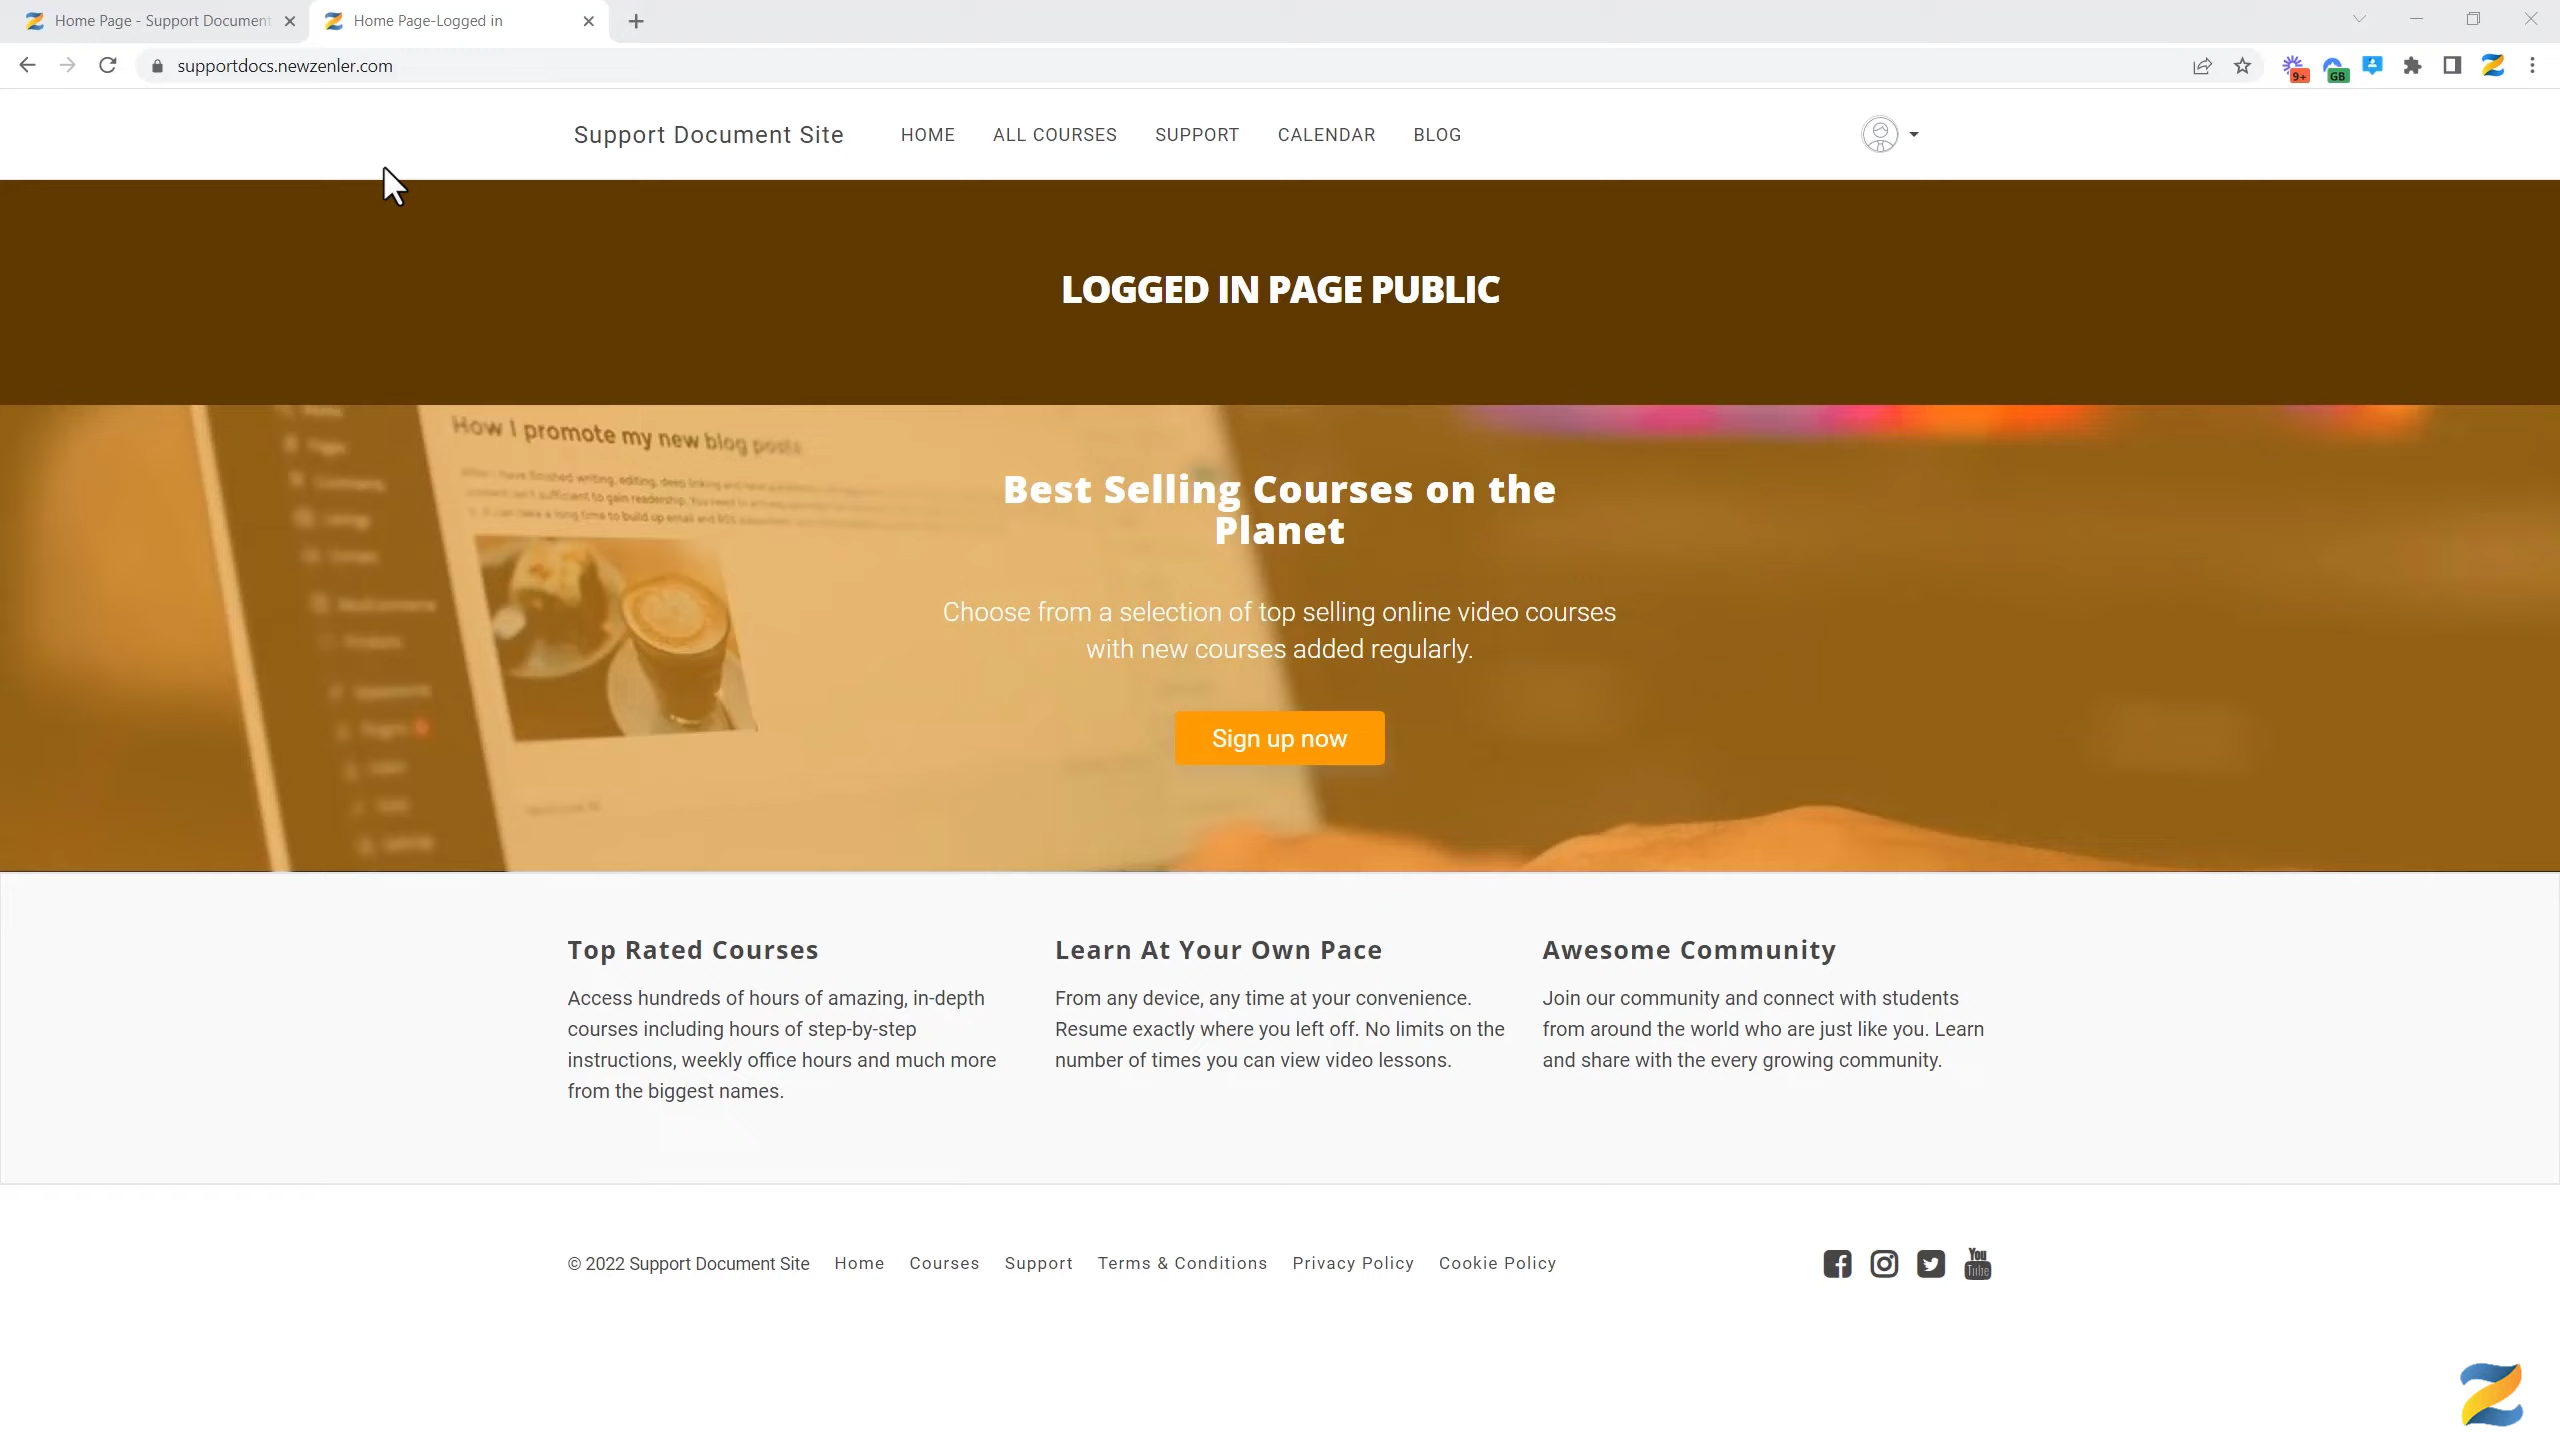 Home Page - Support Document
Home Page-Logged in
supportdocs.newzenler.com
9+
GB
Support Document Site
HOME
ALL COURSES
SUPPORT
CALENDAR
BLOG
LOGGED IN PAGE PUBLIC
How I promote my new blog posts
Best Selling Courses on the
Planet
Choose from a selection of top selling online video courses
with new courses added regularly.
Sign up now
Top Rated Courses
Access hundreds of hours of amazing, in-depth
courses including hours of step-by-step
instructions, weekly office hours and much more
from the biggest names.
Learn At Your Own Pace
From any device, any time at your convenience.
Resume exactly where you left off. No limits on the
number of times you can view video lessons.
Awesome Community
Join our community and connect with students
from around the world who are just like you. Learn
and share with the every growing community.
© 2022 Support Document Site
Home
Courses
Support
Terms & Conditions
Privacy Policy
Cookie Policy
You
Tube